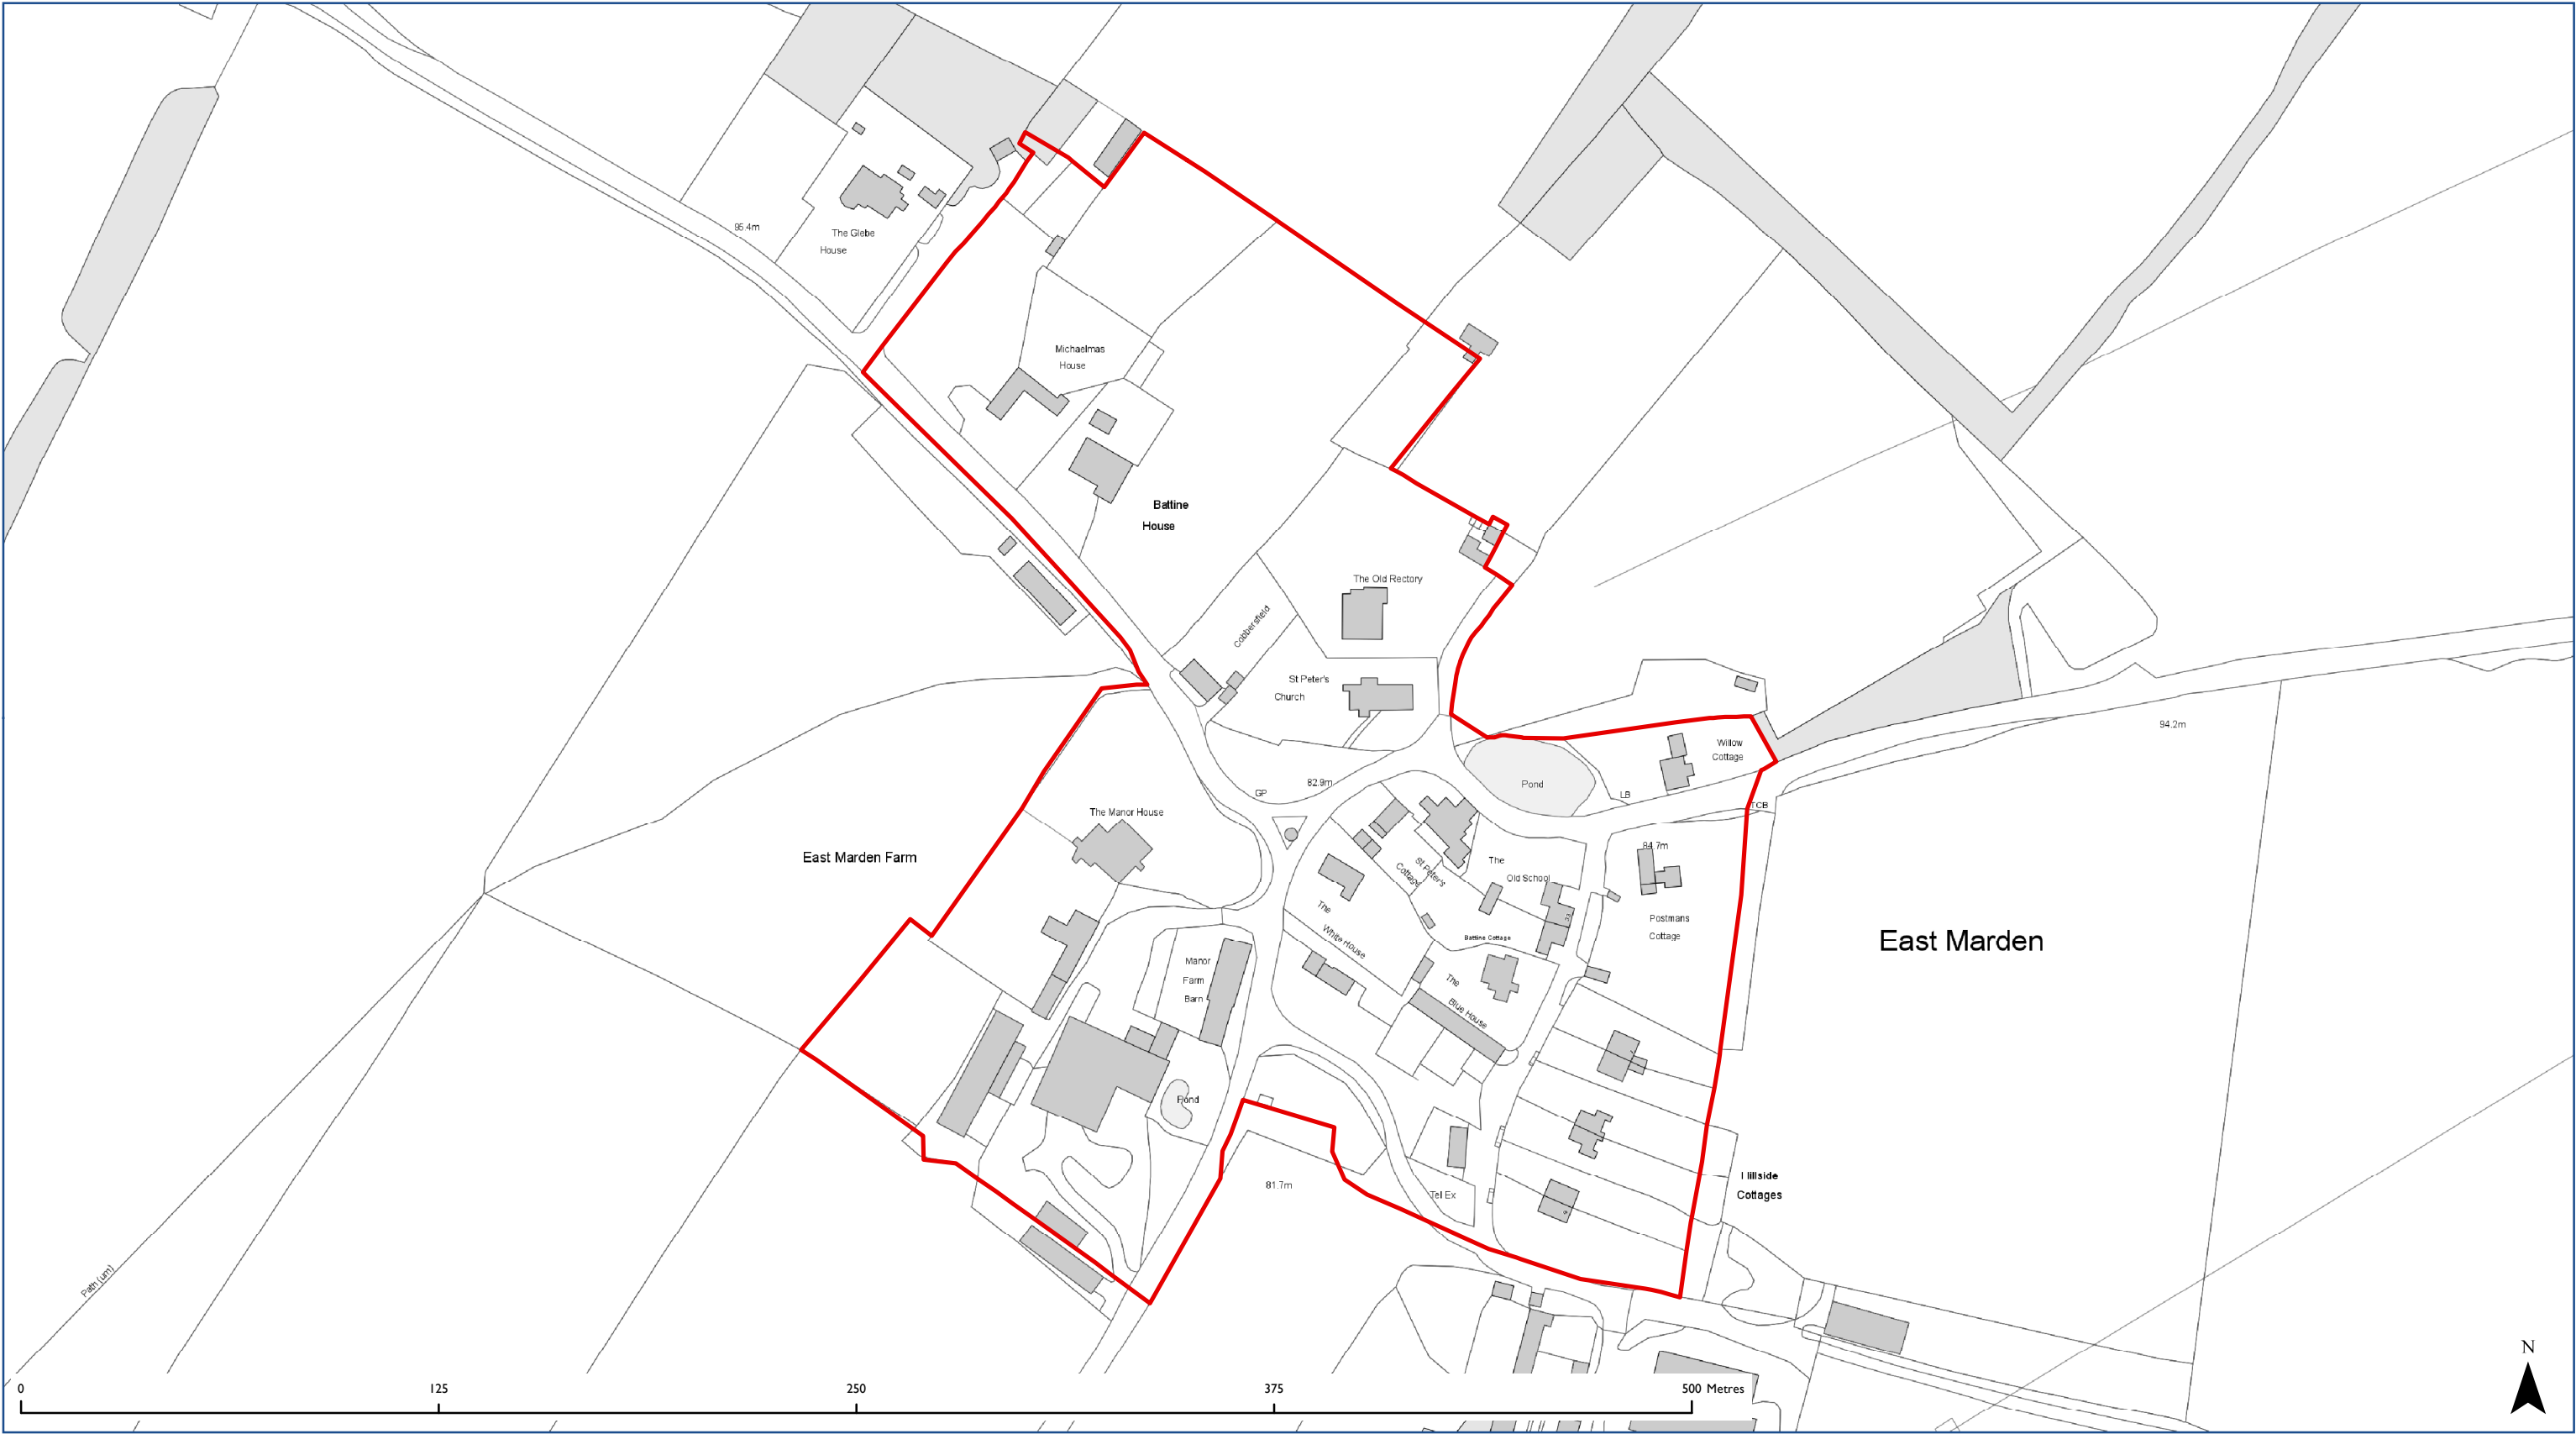 95.4m
The Glebe
House
Michaelmas
House
Battine
House
The Old Rectory
Cobbersfield
St Peter's
Church
94.2m
Willow
Cottage
82.9m
GP
Pond
LB
TCB
The Manor House
East Marden Farm
84.7m
St Peter's
Cottage
The
Old School
The
White House
Battine Cottage
Postmans
Cottage
East Marden
Manor
Farm
Barn
The
Blue House
Pond
Hillside
Cottages
81.7m
Tel Ex
Path (um)
N
0 125 250 375 500 Metres